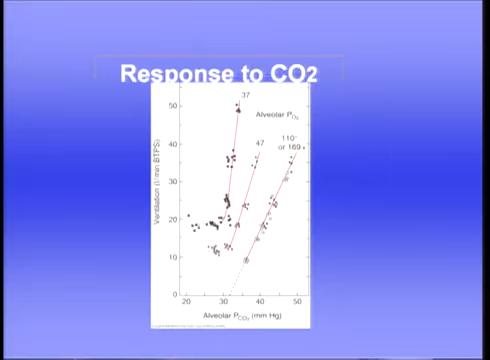 Response to CO2
37
Alveolar PO₂
110°
or 169 •
47
50
40
30
20
10
0
Ventilation (l/min BTPS)
20 30 40 50
Alveolar PCO₂ (mm Hg)